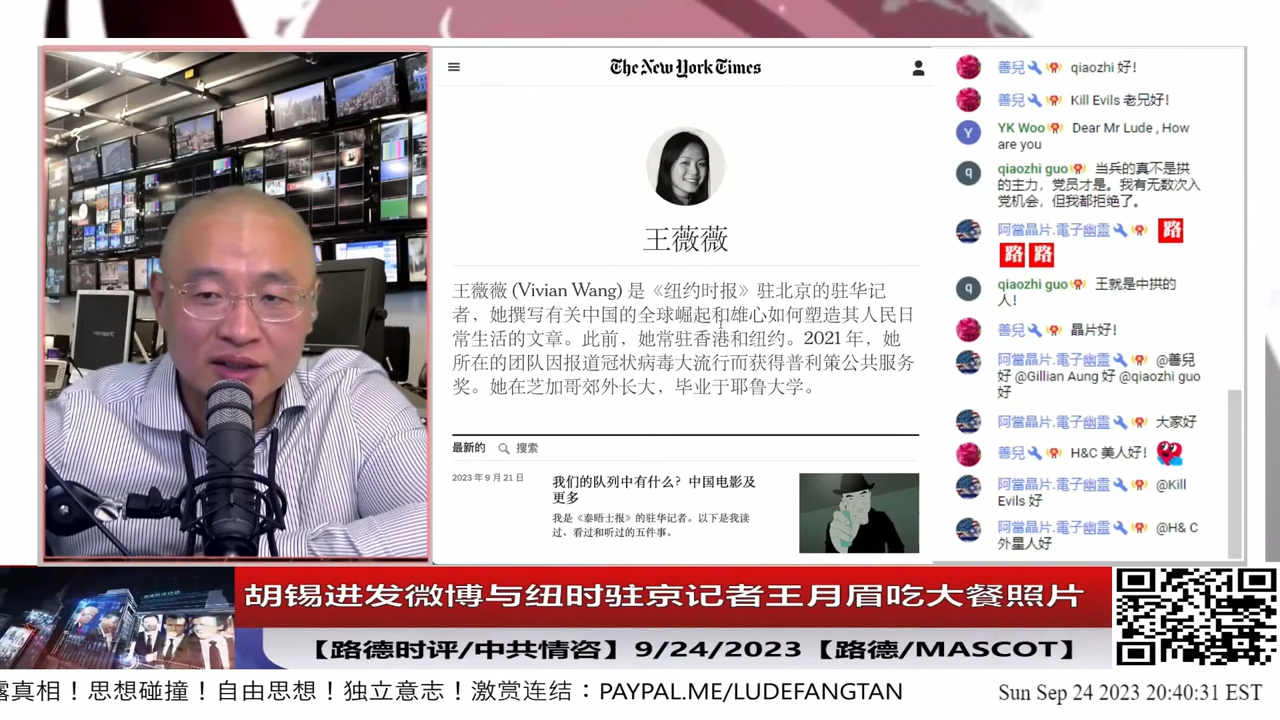 The New York Times
王薇薇
王薇薇 (Vivian Wang) 是《纽约时报》驻北京的驻华记
者，她撰写有关中国的全球崛起和雄心如何塑造其人民日
常生活的文章。此前，她常驻香港和纽约。2021 年，她
所在的团队因报道冠状病毒大流行而获得普利策公共服务
奖。她在芝加哥郊外长大，毕业于耶鲁大学。
最新的 搜索
2023 年 9 月 21 日
我们的队列中有什么？中国电影及
更多
我是《泰晤士报》的驻华记者。以下是我读
过、看过和听过的五件事。
善兒 qiaozhi 好!
善兒 Kill Evils 老兄好!
Y YK Woo Dear Mr Lude , How
are you
q qiaozhi guo 当兵的真不是拱
的主力，党员才是。我有无数次入
党机会，但我都拒绝了。
阿當晶片.電子幽靈 路
路 路
q qiaozhi guo 王就是中拱的
人!
善兒 晶片好!
阿當晶片.電子幽靈 @善兒
好 @Gillian Aung 好 @qiaozhi guo
好
阿當晶片.電子幽靈 大家好
善兒 H&C 美人好!
阿當晶片.電子幽靈 @Kill
Evils 好
阿當晶片.電子幽靈 @H& C
外星人好
胡锡进发微博与纽时驻京记者王月眉吃大餐照片
【路德时评/中共情咨】9/24/2023【路德/MASCOT】
露真相！思想碰撞！自由思想！独立意志！激赏连结：PAYPAL.ME/LUDEFANGTAN
Sun Sep 24 2023 20:40:31 EST